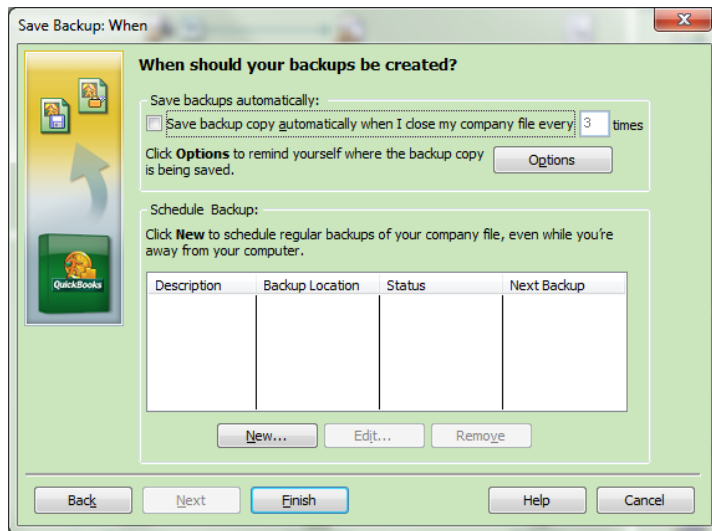 Save Backup: When
When should your backups be created?
Save backups automatically:
Save backup copy automatically when I close my company file every 3 times
Click Options to remind yourself where the backup copy
is being saved.
Options
Schedule Backup:
Click New to schedule regular backups of your company file, even while you're
away from your computer.
Description Backup Location Status Next Backup
QuickBooks
New... Edit... Remove
Back Next Finish Help Cancel